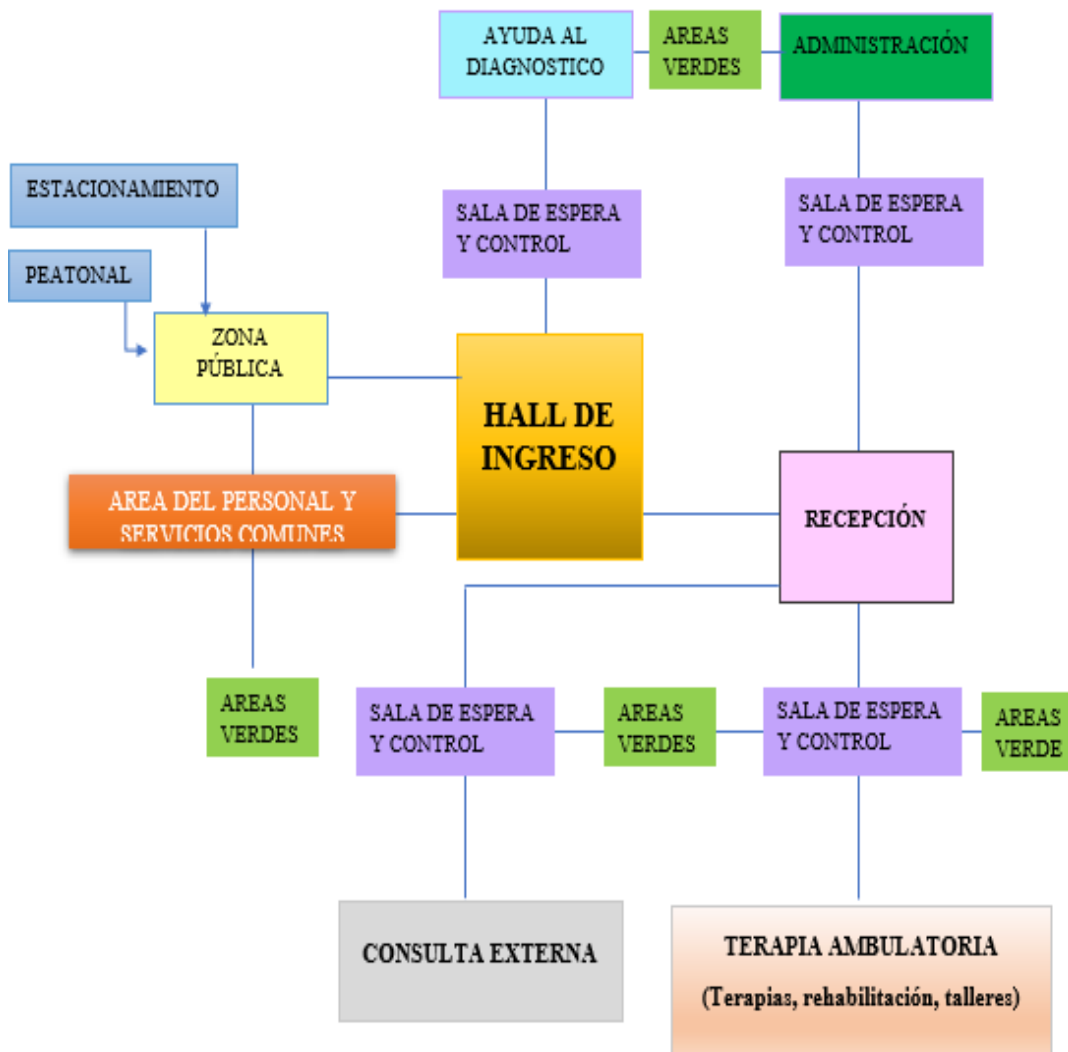 AYUDA AL
DIAGNOSTICO
AREAS
VERDES
ADMINISTRACIÓN
ESTACIONAMIENTO
SALA DE ESPERA
Y CONTROL
SALA DE ESPERA
Y CONTROL
PEATONAL
ZONA
PÚBLICA
HALL DE
INGRESO
AREA DEL PERSONAL Y
SERVICIOS COMUNES
RECEPCIÓN
AREAS
VERDES
SALA DE ESPERA
Y CONTROL
AREAS
VERDES
SALA DE ESPERA
Y CONTROL
AREAS
VERDE
CONSULTA EXTERNA
TERAPIA AMBULATORIA
(Terapias, rehabilitación, talleres)